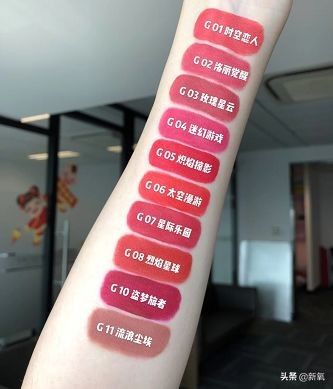 G 01 时空恋人
G 02 洛丽觉醒
G 03 玫瑰星云
G 04 迷幻游戏
G 05 炽焰掠影
G 06 太空漫游
G 07 星际乐园
G 08 烈焰星球
G 10 盗梦旅者
G 11 流浪尘埃
头条 @新氧